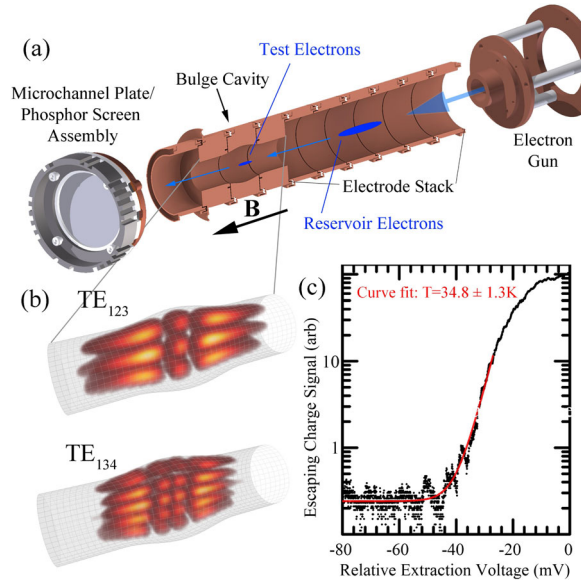 (a)
Test Electrons
Bulge Cavity
Microchannel Plate/
Phosphor Screen
Assembly
Electron
Gun
Electrode Stack
B
Reservoir Electrons
(b)
TE123
TE134
(c)
Curve fit: T=34.8 ± 1.3K
Escaping Charge Signal (arb)
10
1
-80 -60 -40 -20 0
Relative Extraction Voltage (mV)